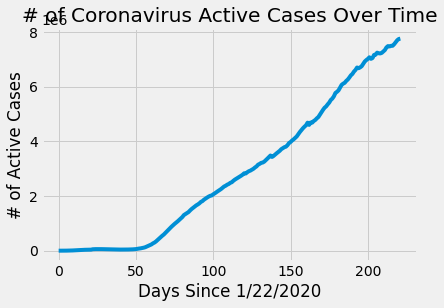 # of Coronavirus Active Cases Over Time
1e6
8
6
4
2
0
# of Active Cases
0 50 100 150 200
Days Since 1/22/2020